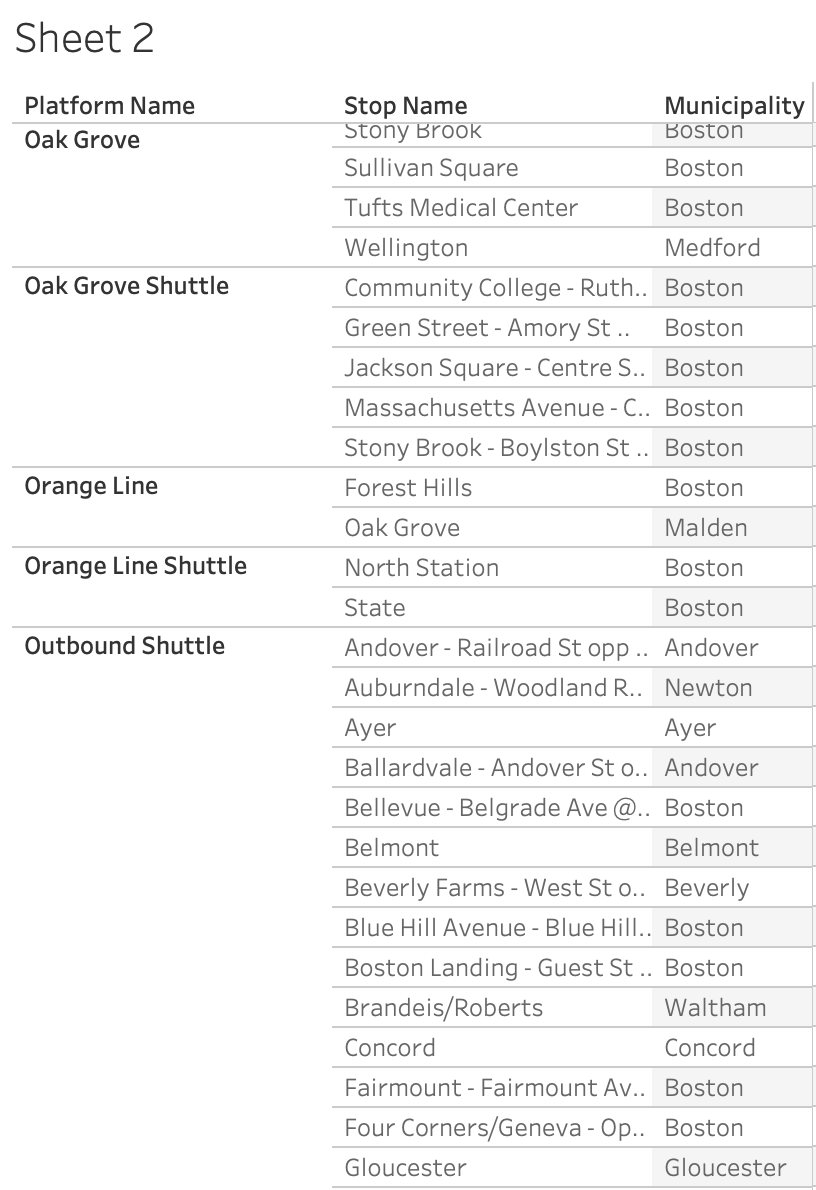 Sheet 2
Platform Name Stop Name Municipality
Oak Grove Stony Brook Boston
Sullivan Square Boston
Tufts Medical Center Boston
Wellington Medford
Oak Grove Shuttle Community College - Ruth.. Boston
Green Street - Amory St .. Boston
Jackson Square - Centre S.. Boston
Massachusetts Avenue - C.. Boston
Stony Brook - Boylston St .. Boston
Orange Line Forest Hills Boston
Oak Grove Malden
Orange Line Shuttle North Station Boston
State Boston
Outbound Shuttle Andover - Railroad St opp .. Andover
Auburndale - Woodland R.. Newton
Ayer Ayer
Ballardvale - Andover St o.. Andover
Bellevue - Belgrade Ave @.. Boston
Belmont Belmont
Beverly Farms - West St o.. Beverly
Blue Hill Avenue - Blue Hill.. Boston
Boston Landing - Guest St .. Boston
Brandeis/Roberts Waltham
Concord Concord
Fairmount - Fairmount Av.. Boston
Four Corners/Geneva - Op.. Boston
Gloucester Gloucester